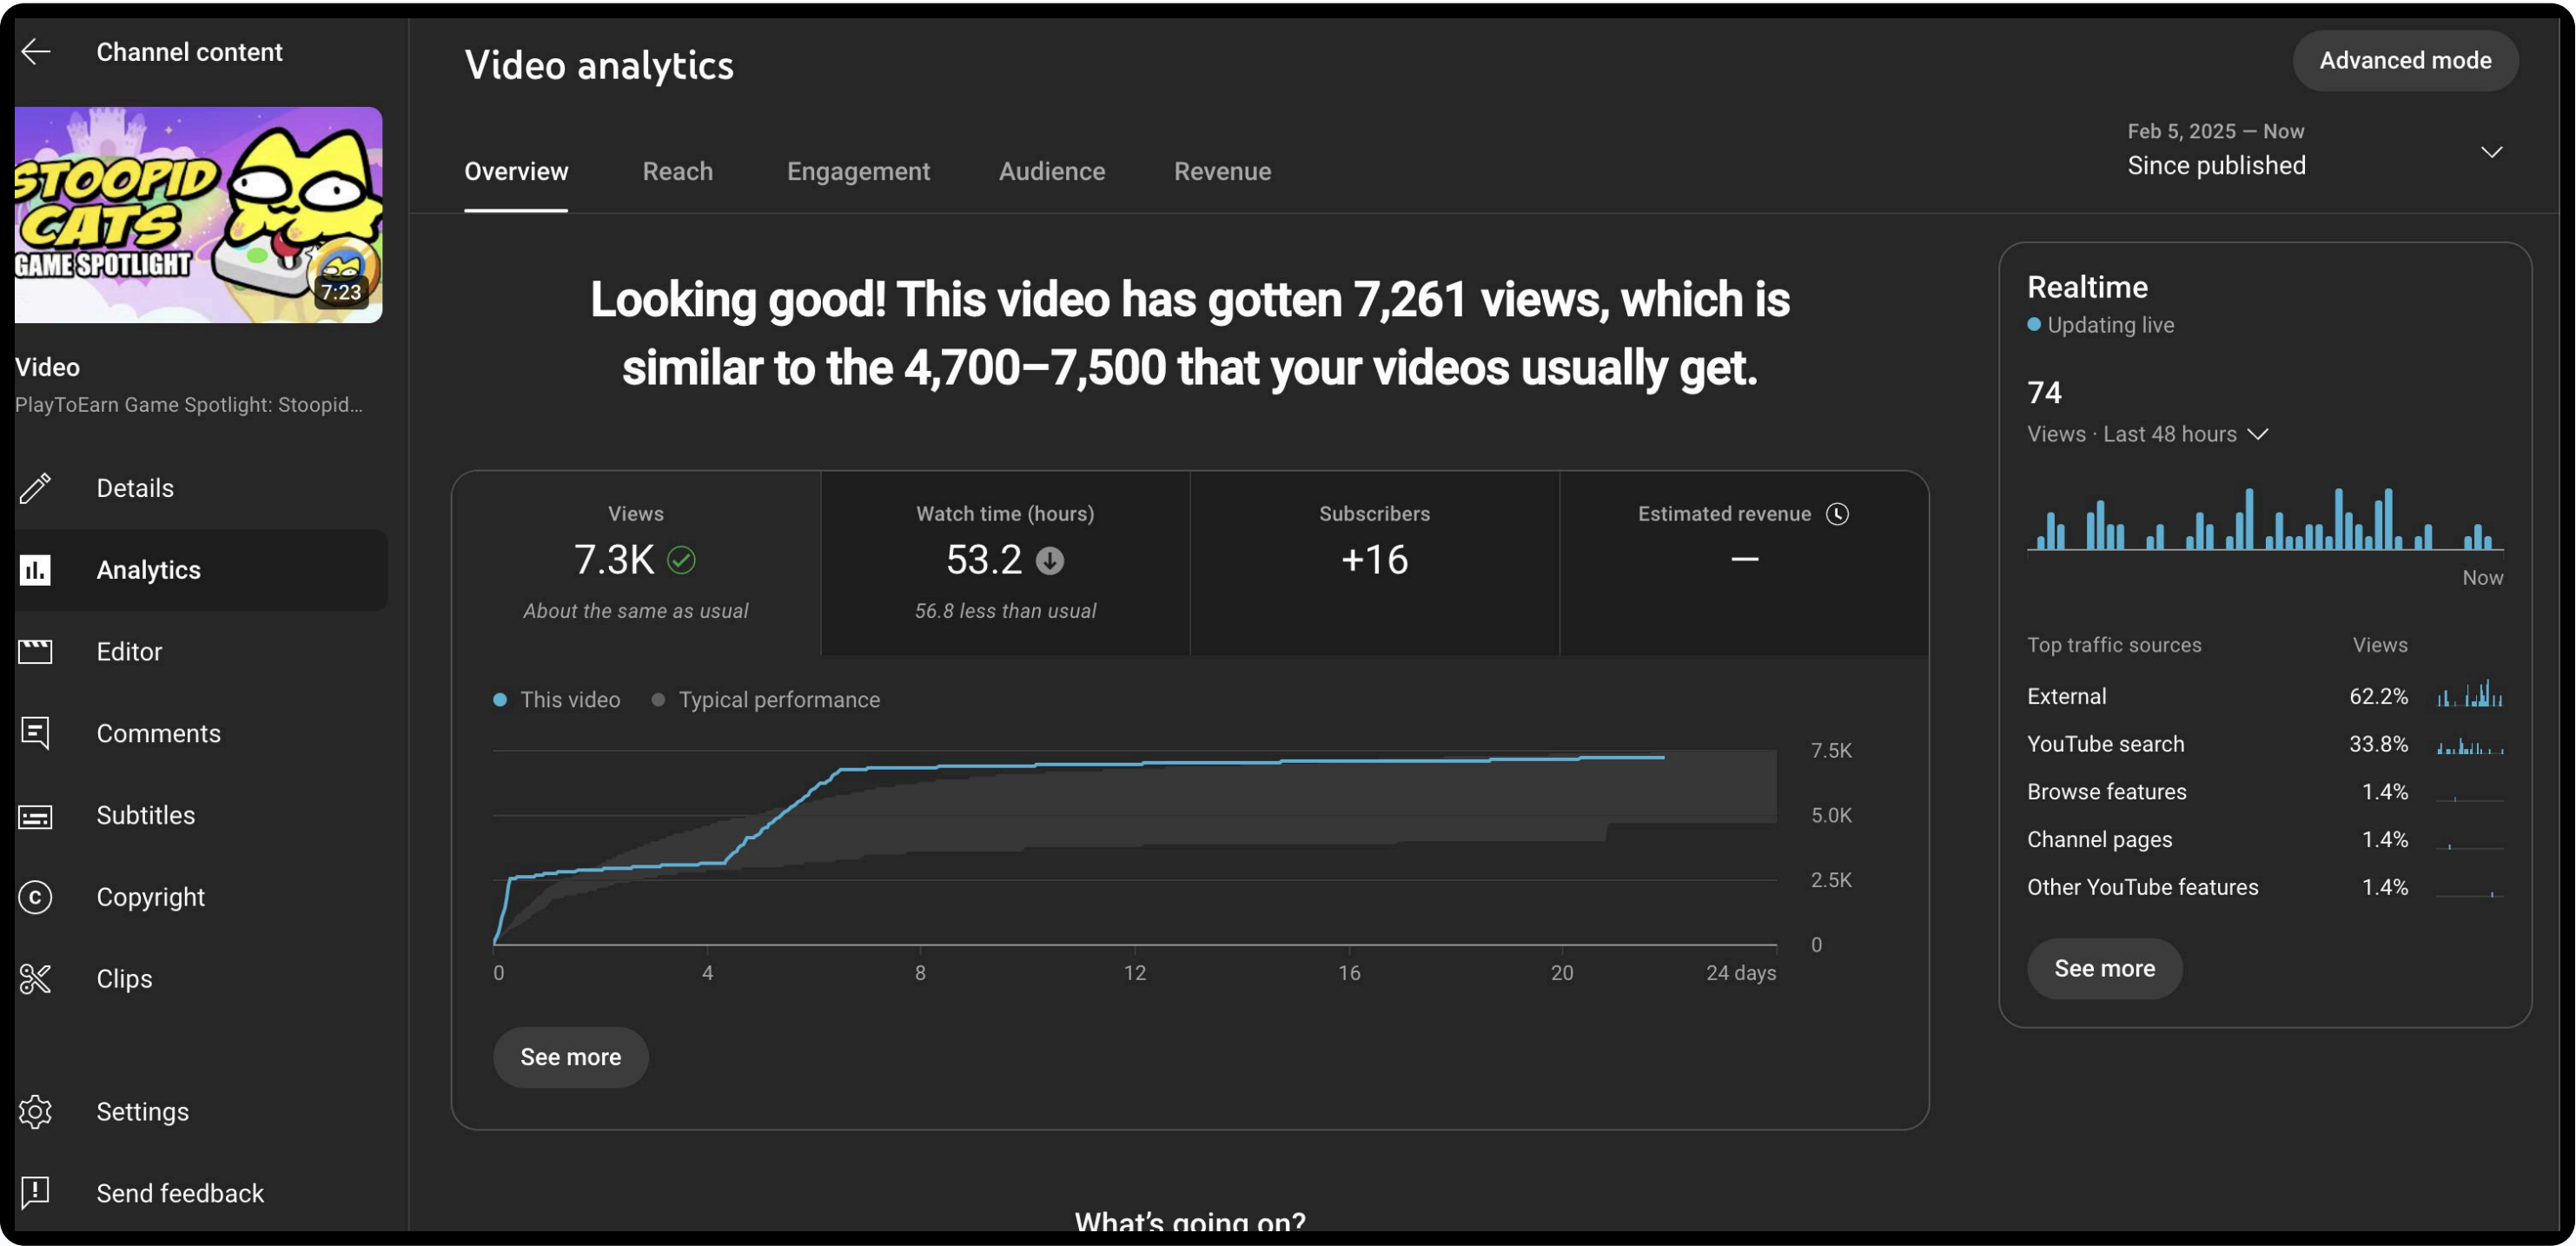 Channel content
STOOPID
CATS
GAME SPOTLIGHT
7:23
Video
PlayToEarn Game Spotlight: Stoopid...
Details
Analytics
Editor
Comments
Subtitles
Copyright
Clips
Settings
Send feedback
Video analytics
Advanced mode
Overview
Reach
Engagement
Audience
Revenue
Feb 5, 2025 – Now
Since published
Looking good! This video has gotten 7,261 views, which is
similar to the 4,700–7,500 that your videos usually get.
Views
7.3K
About the same as usual
Watch time (hours)
53.2
56.8 less than usual
Subscribers
+16
Estimated revenue
—
This video
Typical performance
7.5K
5.0K
2.5K
0
0
4
8
12
16
20
24 days
See more
What's going on?
Realtime
Updating live
74
Views · Last 48 hours
Now
Top traffic sources
Views
External
62.2%
YouTube search
33.8%
Browse features
1.4%
Channel pages
1.4%
Other YouTube features
1.4%
See more